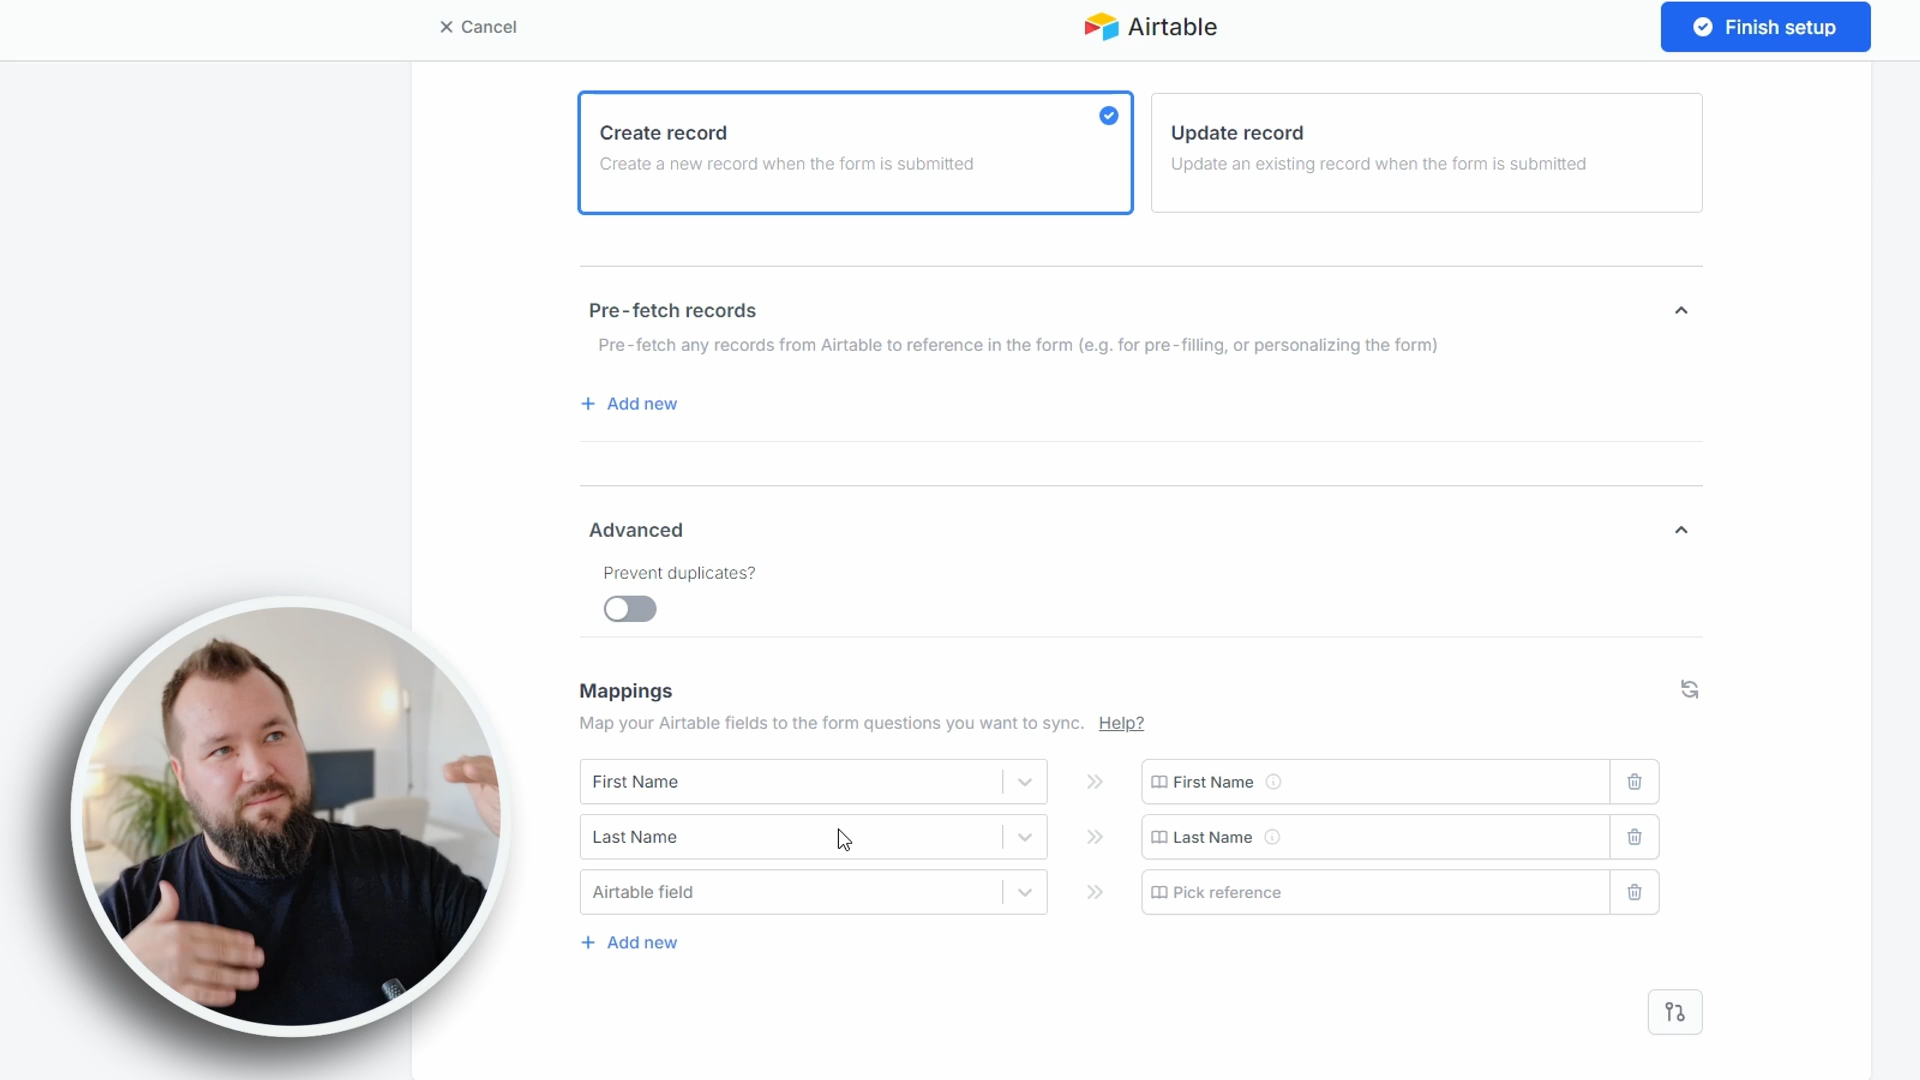 Cancel
Airtable
Finish setup
Create record
Create a new record when the form is submitted
Update record
Update an existing record when the form is submitted
Pre-fetch records
Pre-fetch any records from Airtable to reference in the form (e.g. for pre-filling, or personalizing the form)
+ Add new
Advanced
Prevent duplicates?
Mappings
Map your Airtable fields to the form questions you want to sync. Help?
First Name
First Name
Last Name
Last Name
Airtable field
Pick reference
+ Add new